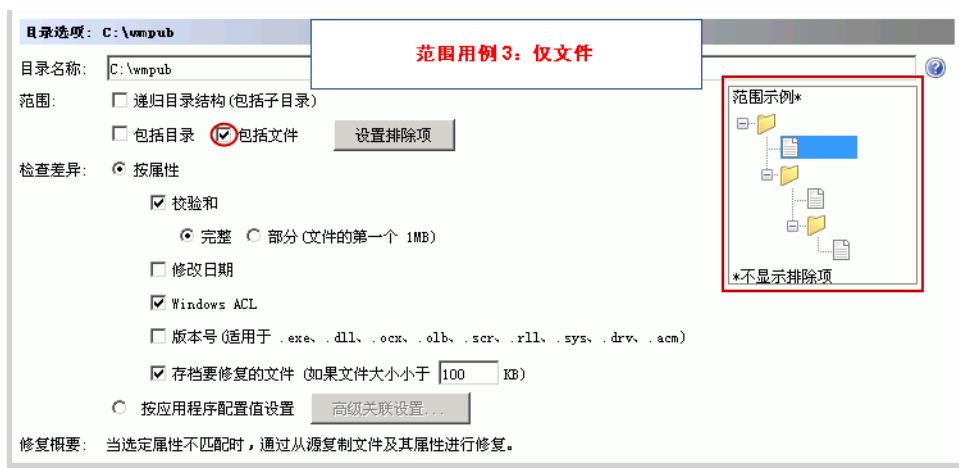 目录选项: C:\wmpub
范围用例 3：仅文件
目录名称: C:\wmpub
范围: 递归目录结构(包括子目录)
范围示例*
包括目录 包括文件 设置排除项
检查差异: 按属性
校验和
完整 部分(文件的第一个 1MB)
修改日期
*不显示排除项
Windows ACL
版本号(适用于 .exe、.dll、.ocx、.olb、.scr、.rll、.sys、.drv、.acm)
存档要修复的文件 (如果文件大小小于 100 KB)
按应用程序配置值设置 高级关联设置...
修复概要: 当选定属性不匹配时，通过从源复制文件及其属性进行修复。